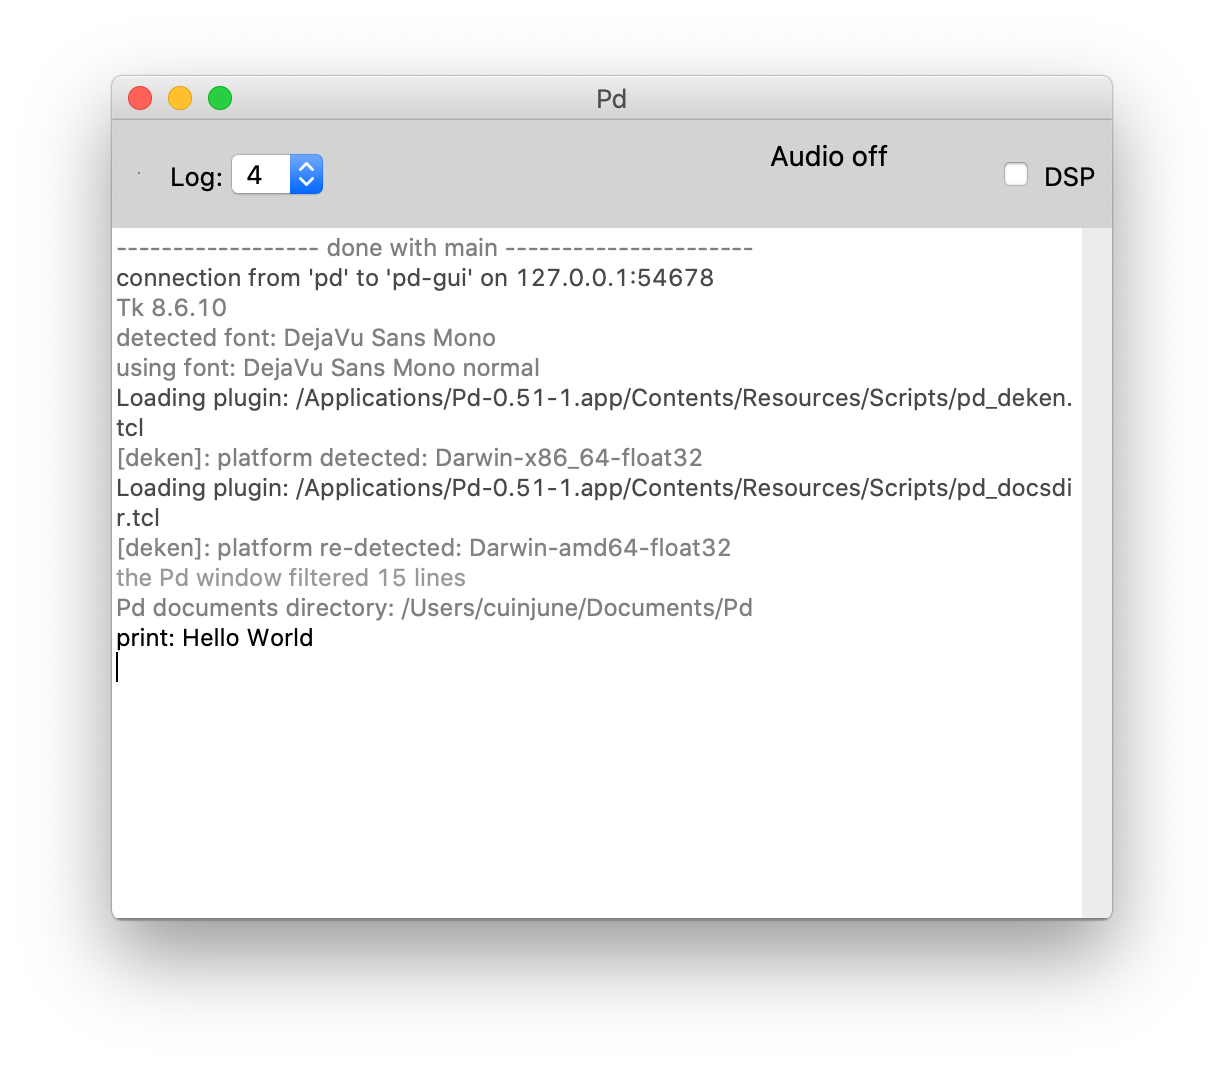 Pd
Log: 4
Audio off
DSP
------------------ done with main ----------------------
connection from 'pd' to 'pd-gui' on 127.0.0.1:54678
Tk 8.6.10
detected font: DejaVu Sans Mono
using font: DejaVu Sans Mono normal
Loading plugin: /Applications/Pd-0.51-1.app/Contents/Resources/Scripts/pd_deken.
tcl
[deken]: platform detected: Darwin-x86_64-float32
Loading plugin: /Applications/Pd-0.51-1.app/Contents/Resources/Scripts/pd_docsdi
r.tcl
[deken]: platform re-detected: Darwin-amd64-float32
the Pd window filtered 15 lines
Pd documents directory: /Users/cuinjune/Documents/Pd
print: Hello World